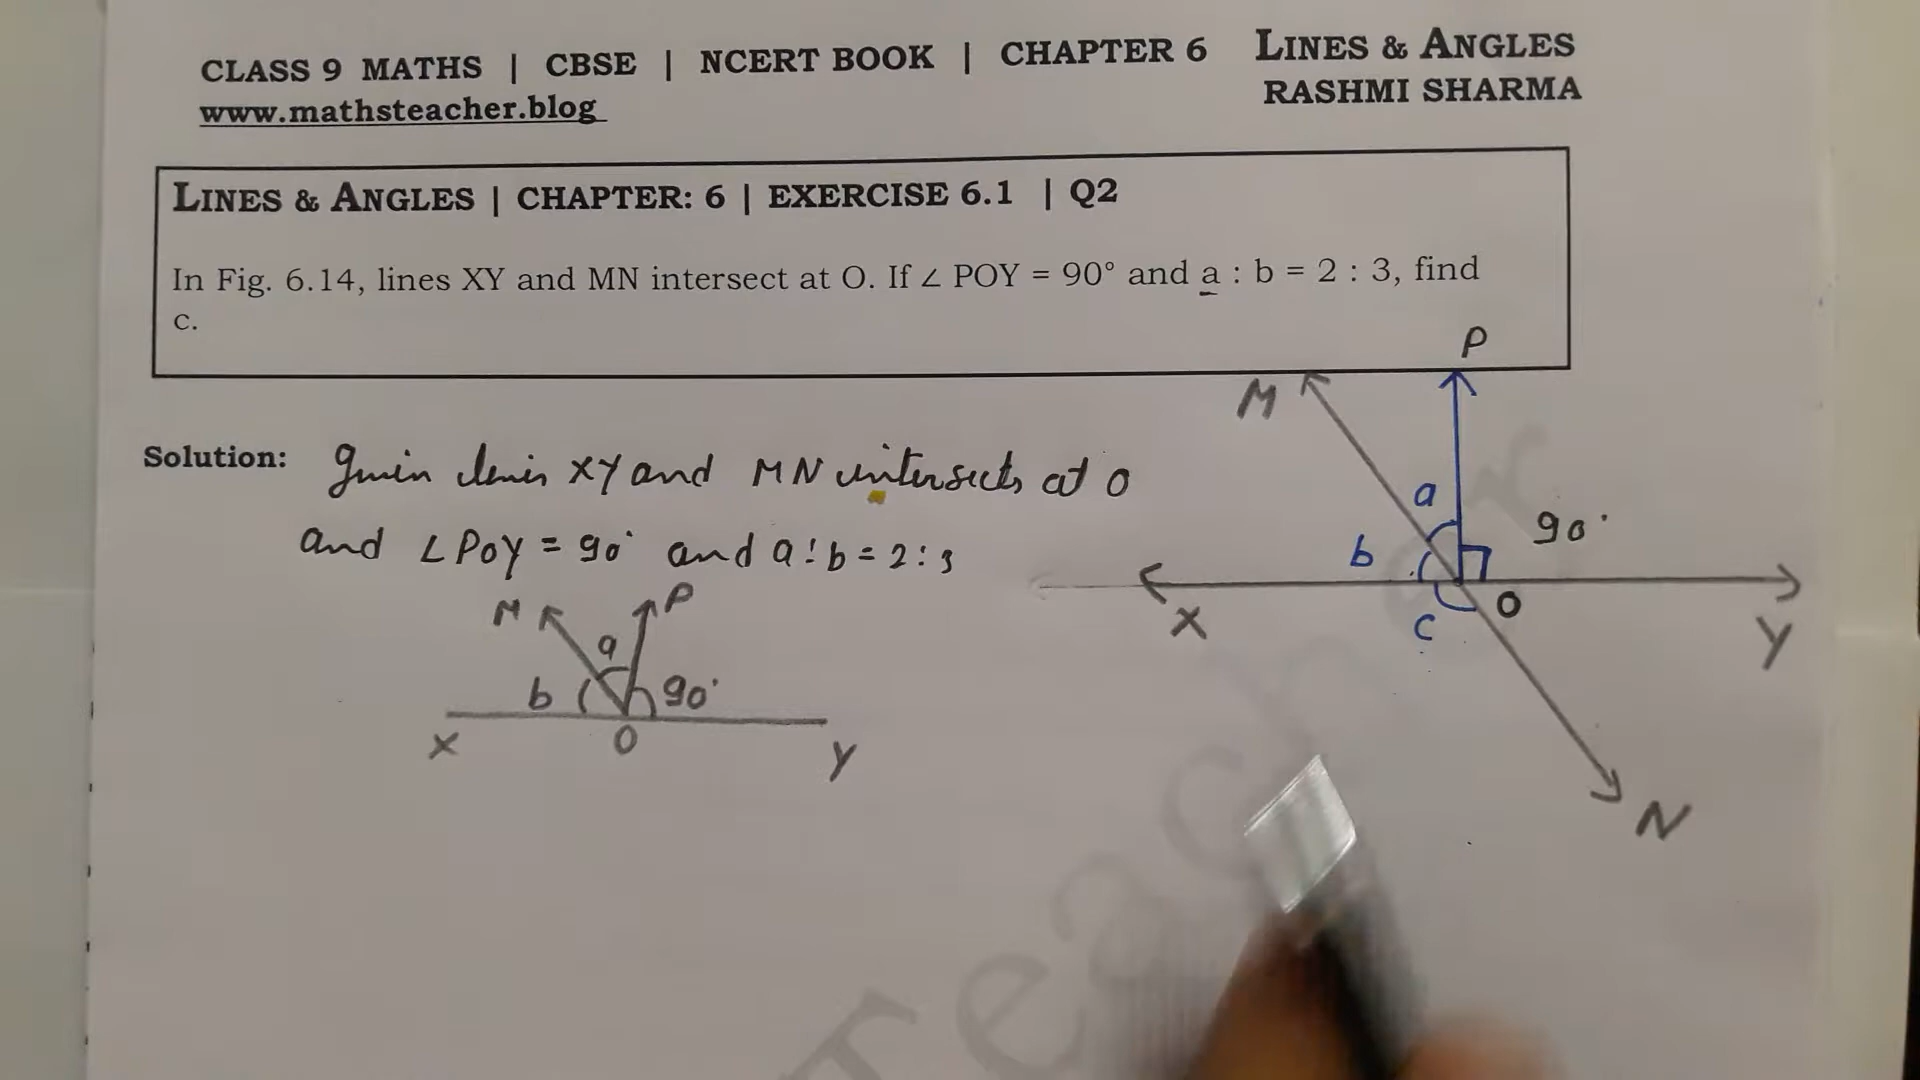 CLASS 9 MATHS | CBSE | NCERT BOOK | CHAPTER 6 LINES & ANGLES
www.mathsteacher.blog RASHMI SHARMA
LINES & ANGLES | CHAPTER: 6 | EXERCISE 6.1 | Q2
In Fig. 6.14, lines XY and MN intersect at O. If ∠ POY = 90° and a : b = 2 : 3, find
c.
P
M
Solution: XY and MN intersects at O
a
90°
and ∠POY = 90° and a:b = 2:3
b
M P
O
X
c
Y
a
b 90°
X O Y
N
Teacher